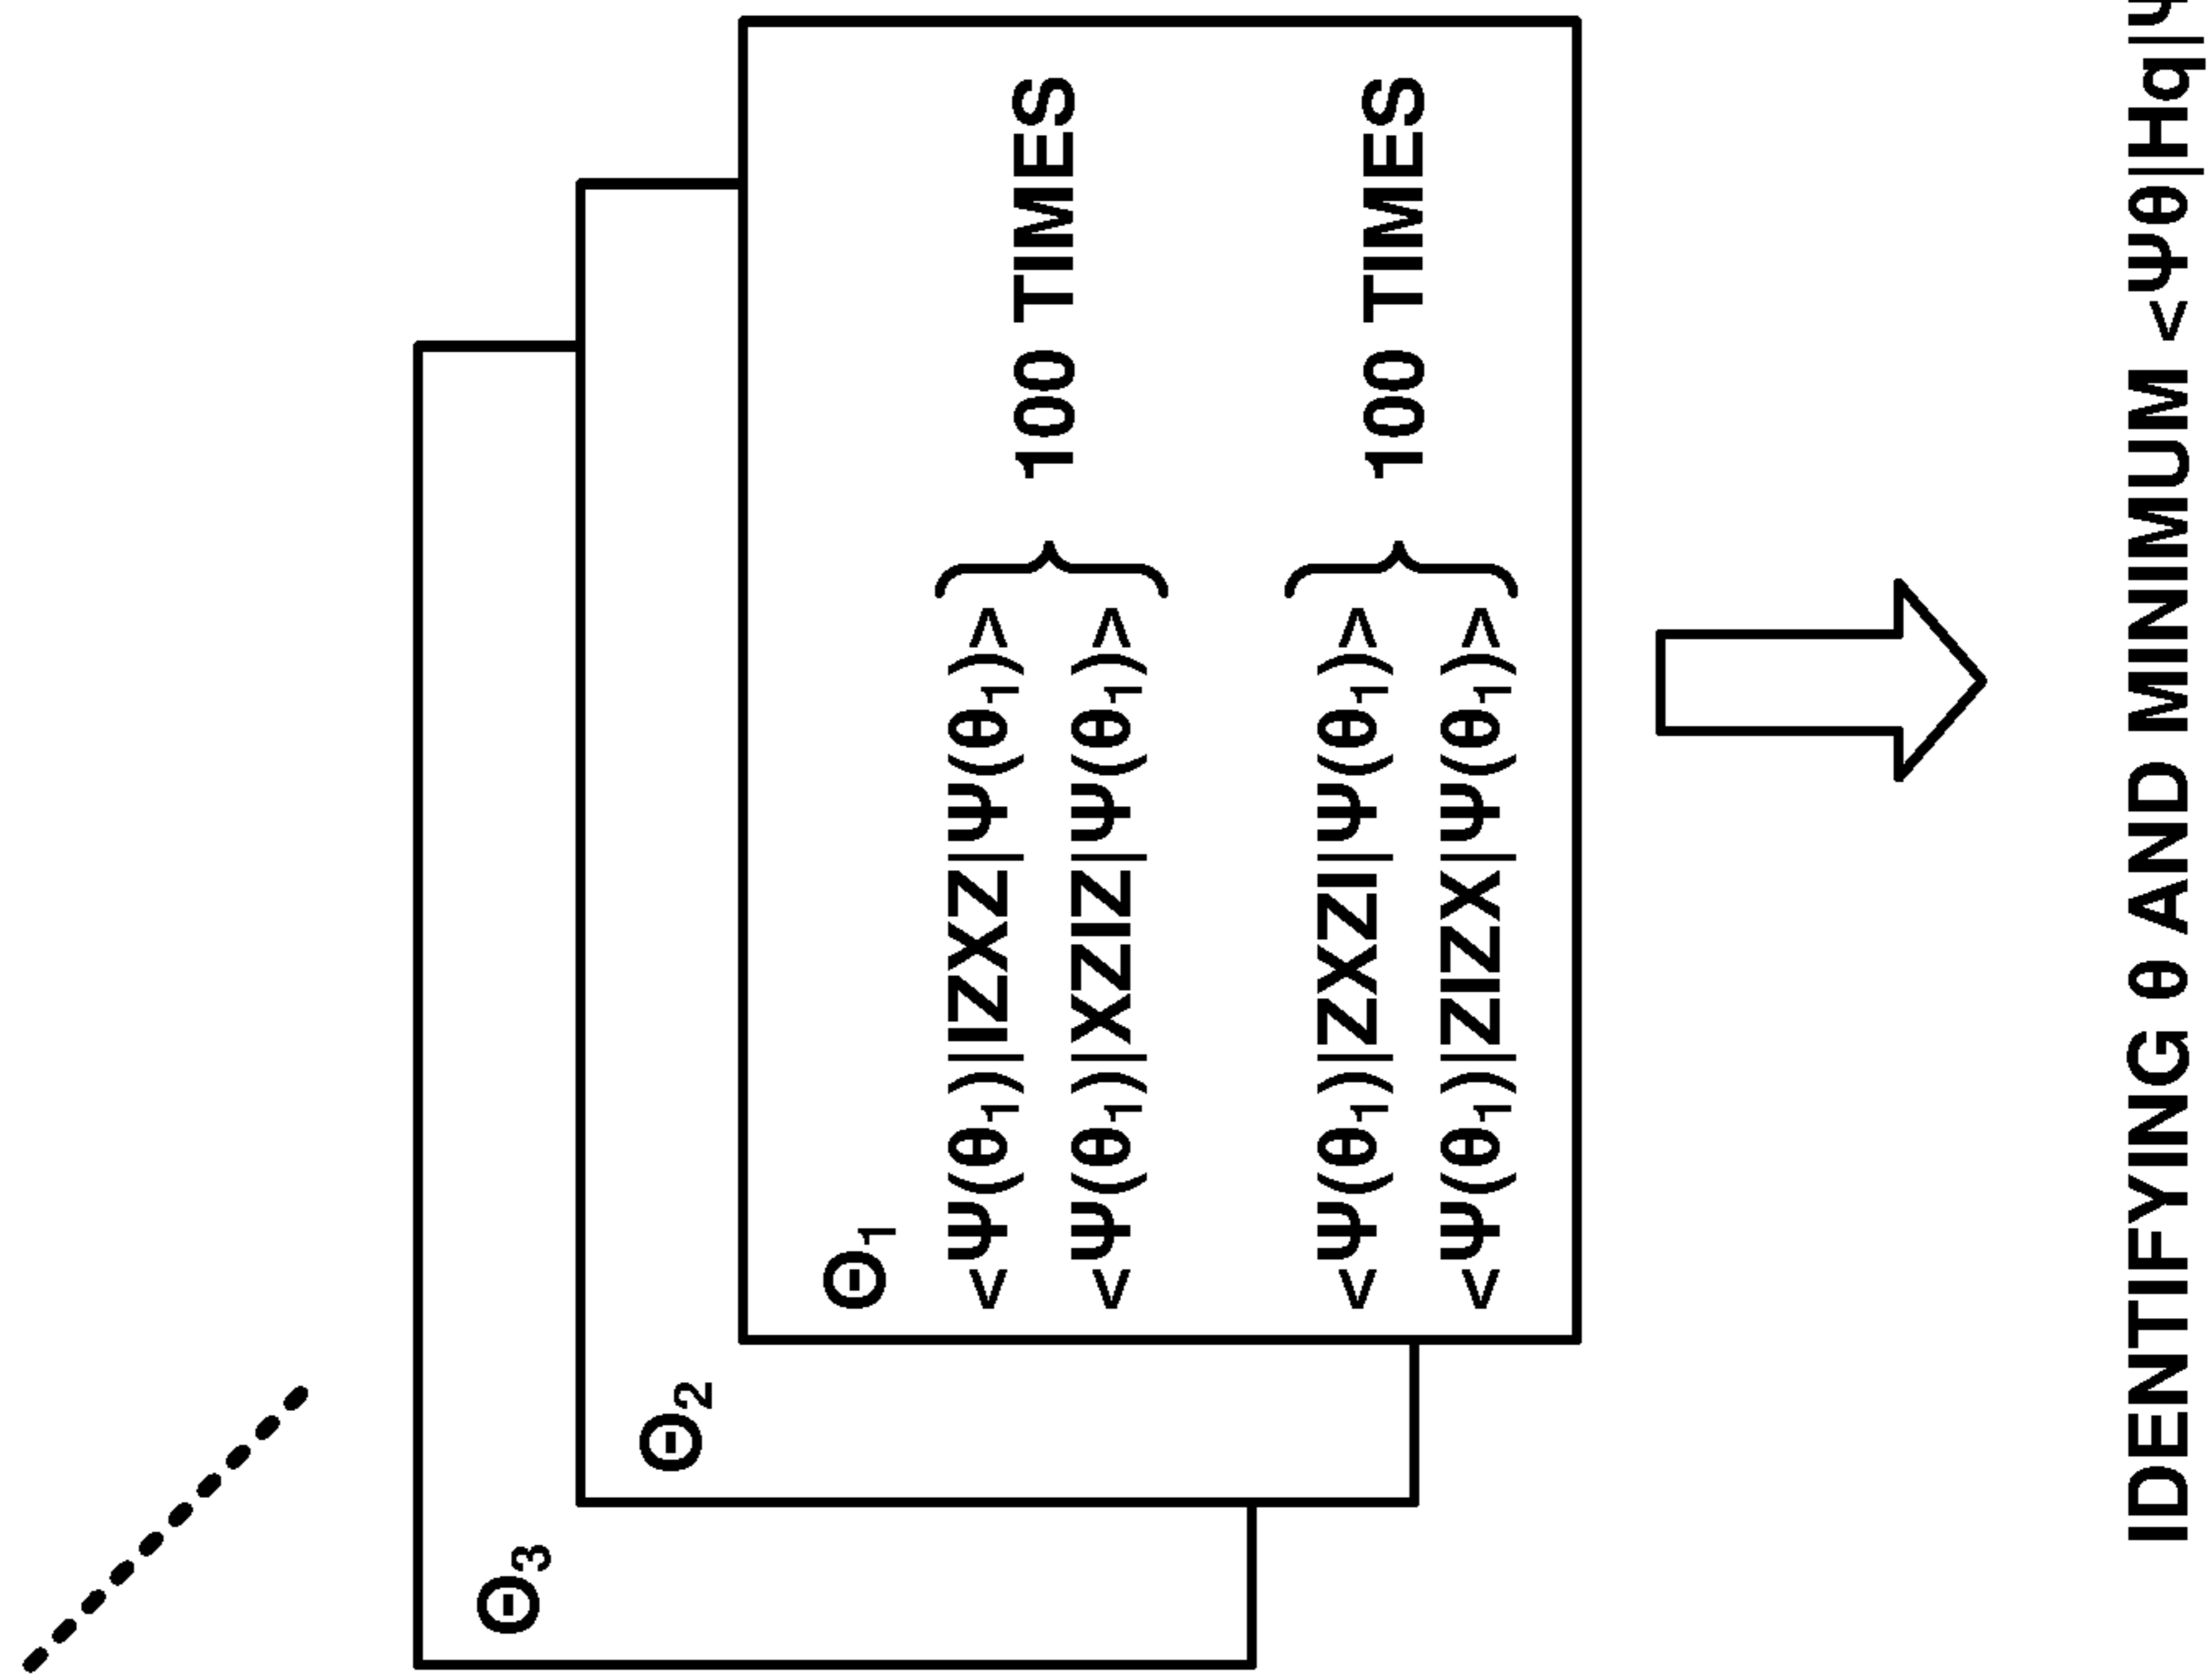 Θ₃
Θ₂
Θ₁
<Ψ(θ₁)|IZXZ|Ψ(θ₁)>
<Ψ(θ₁)|XZIZ|Ψ(θ₁)>
100 TIMES
<Ψ(θ₁)|ZXZI|Ψ(θ₁)>
<Ψ(θ₁)|ZIZX|Ψ(θ₁)>
100 TIMES
IDENTIFYING θ AND MINIMUM <Ψθ|Hq|